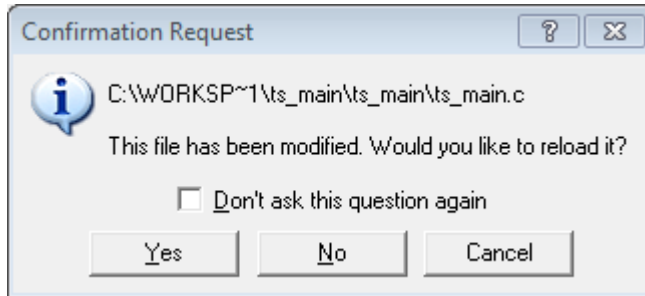 Confirmation Request
C:\WORKSP~1\ts_main\ts_main\ts_main.c
This file has been modified. Would you like to reload it?
Don't ask this question again
Yes No Cancel